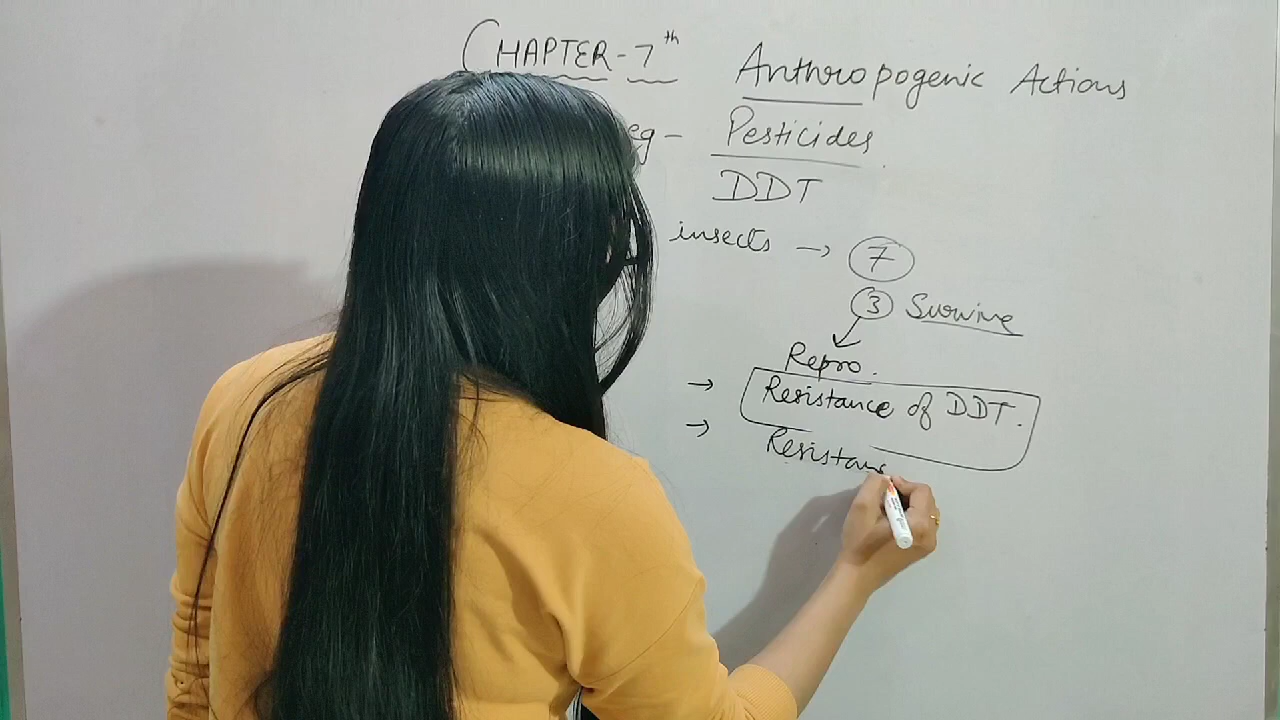 CHAPTER-7th
Anthropogenic Actions
eg- Pesticides
DDT
insects → 7
3 Survive
Repro.
→ Resistance of DDT.
→ Resistan